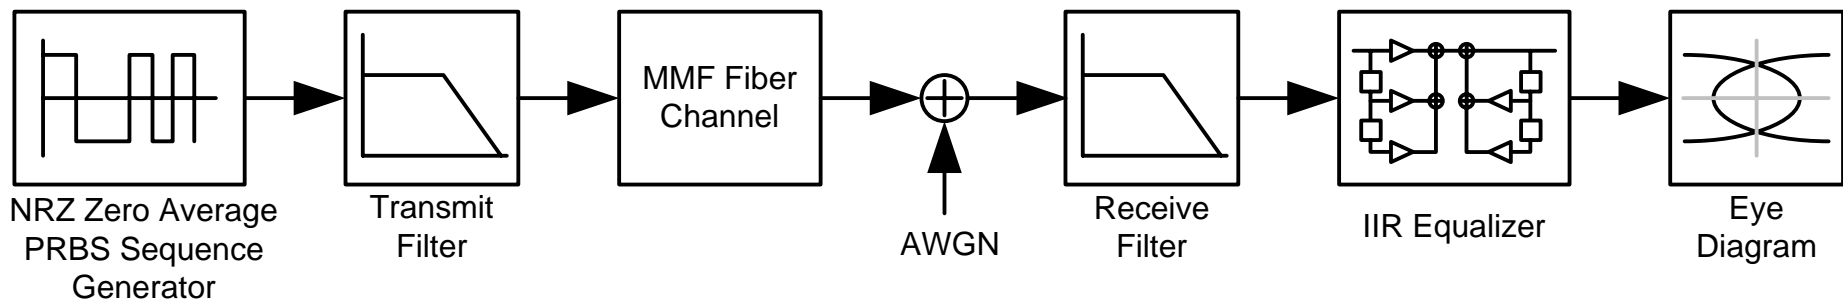 NRZ Zero Average
PRBS Sequence
Generator
Transmit
Filter
MMF Fiber
Channel
AWGN
Receive
Filter
IIR Equalizer
Eye
Diagram